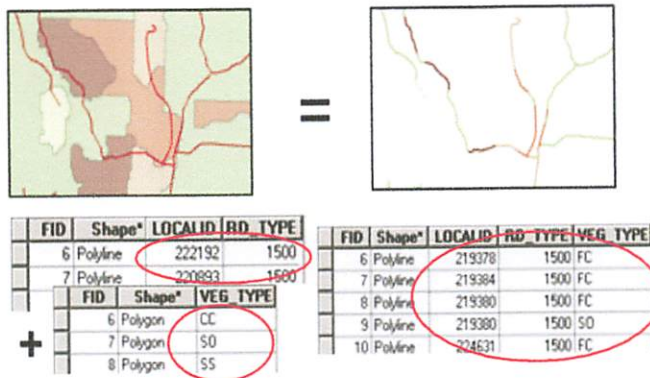 =
FID Shape* LOCALID RD_TYPE
6 Polyline 222192 1500
7 Polyline 220893 1500
+
FID Shape* VEG_TYPE
6 Polygon CC
7 Polygon SO
8 Polygon SS
FID Shape* LOCALID RD_TYPE VEG_TYPE
6 Polyline 219378 1500 FC
7 Polyline 219384 1500 FC
8 Polyline 219380 1500 FC
9 Polyline 219380 1500 SO
10 Polyline 224631 1500 FC